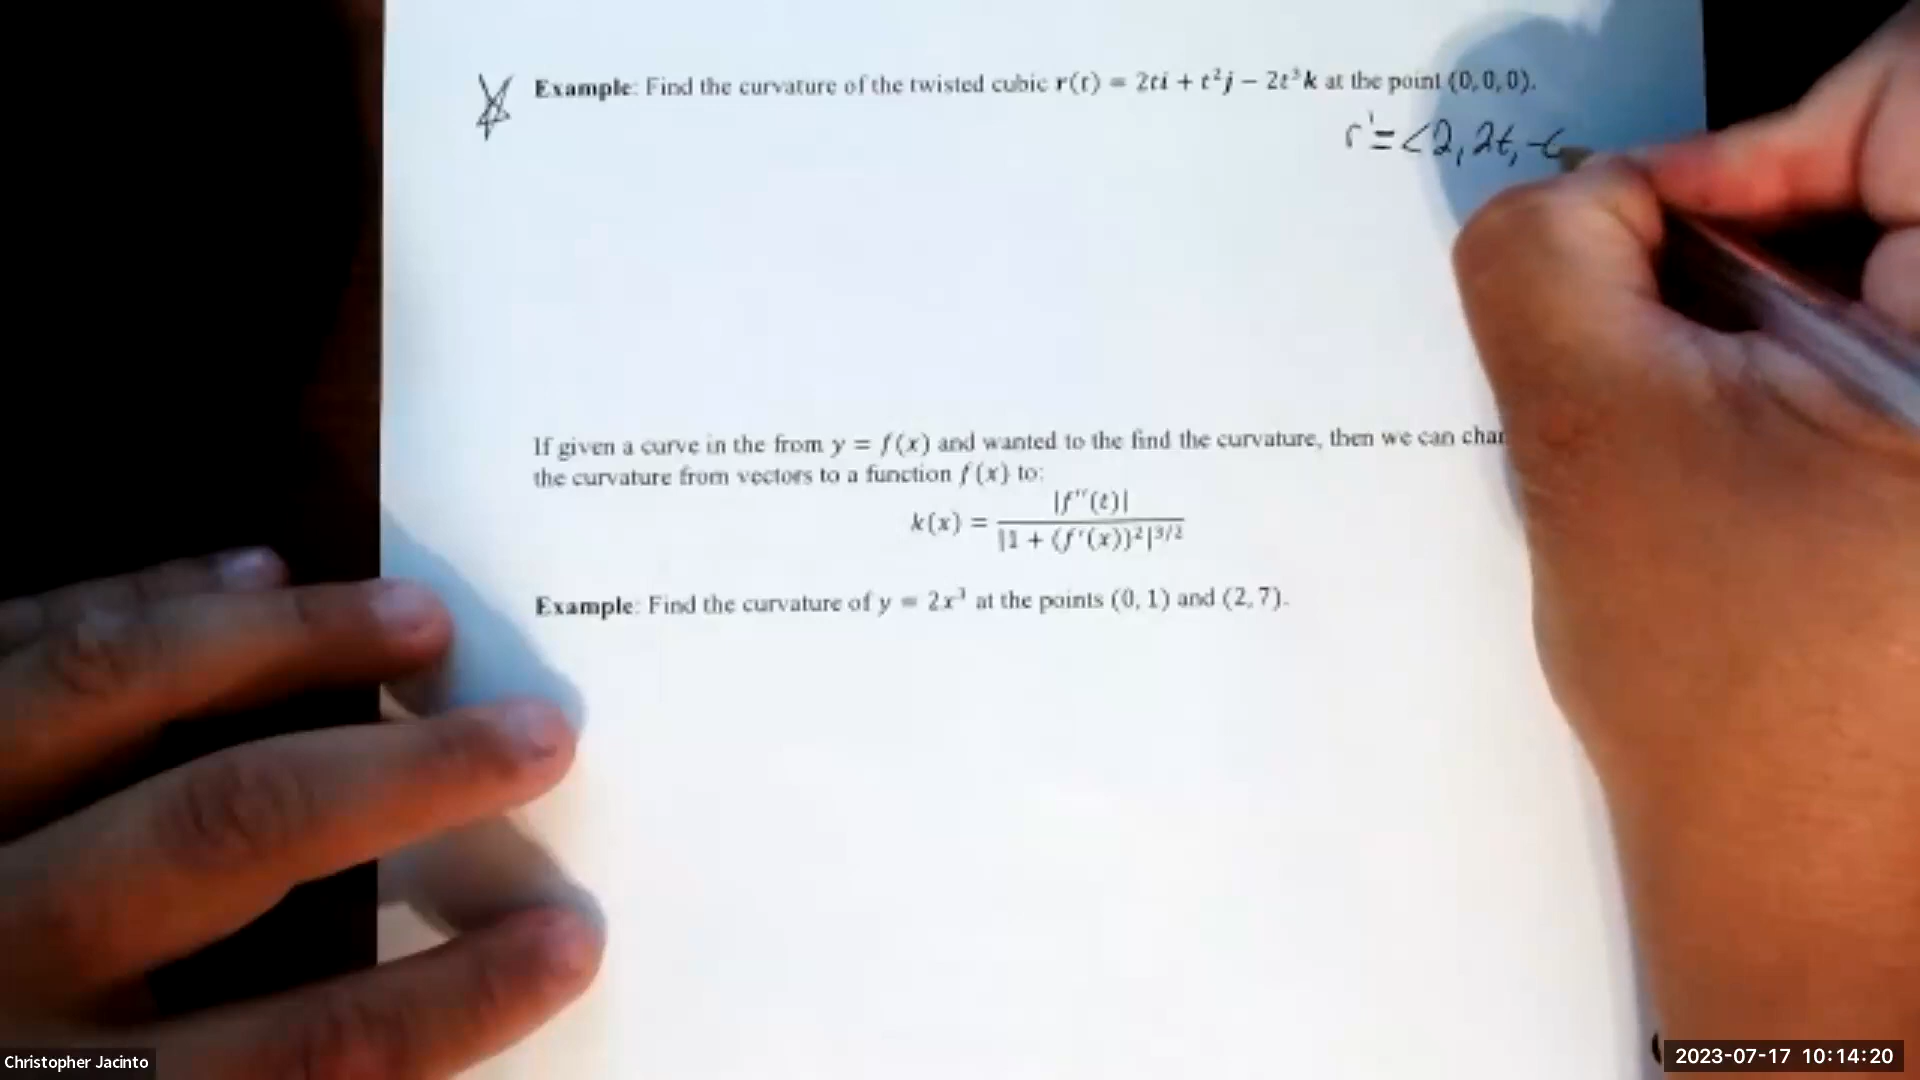 Example: Find the curvature of the twisted cubic r(t) = 2ti + t²j − 2t³k at the point (0, 0, 0).
r' = <2, 2t, -6
If given a curve in the from y = f(x) and wanted to the find the curvature, then we can chan
the curvature from vectors to a function f(x) to:
k(x) = |f''(t)| / |1 + (f'(x))²|^3/2
Example: Find the curvature of y = 2x³ at the points (0, 1) and (2, 7).
Christopher Jacinto
2023-07-17 10:14:20